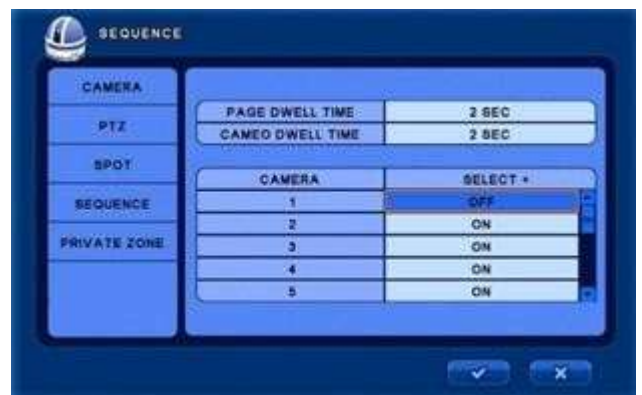 SEQUENCE
CAMERA
PTZ
SPOT
SEQUENCE
PRIVATE ZONE
PAGE DWELL TIME 2 SEC
CAMEO DWELL TIME 2 SEC
CAMERA SELECT +
1 OFF
2 ON
3 ON
4 ON
5 ON